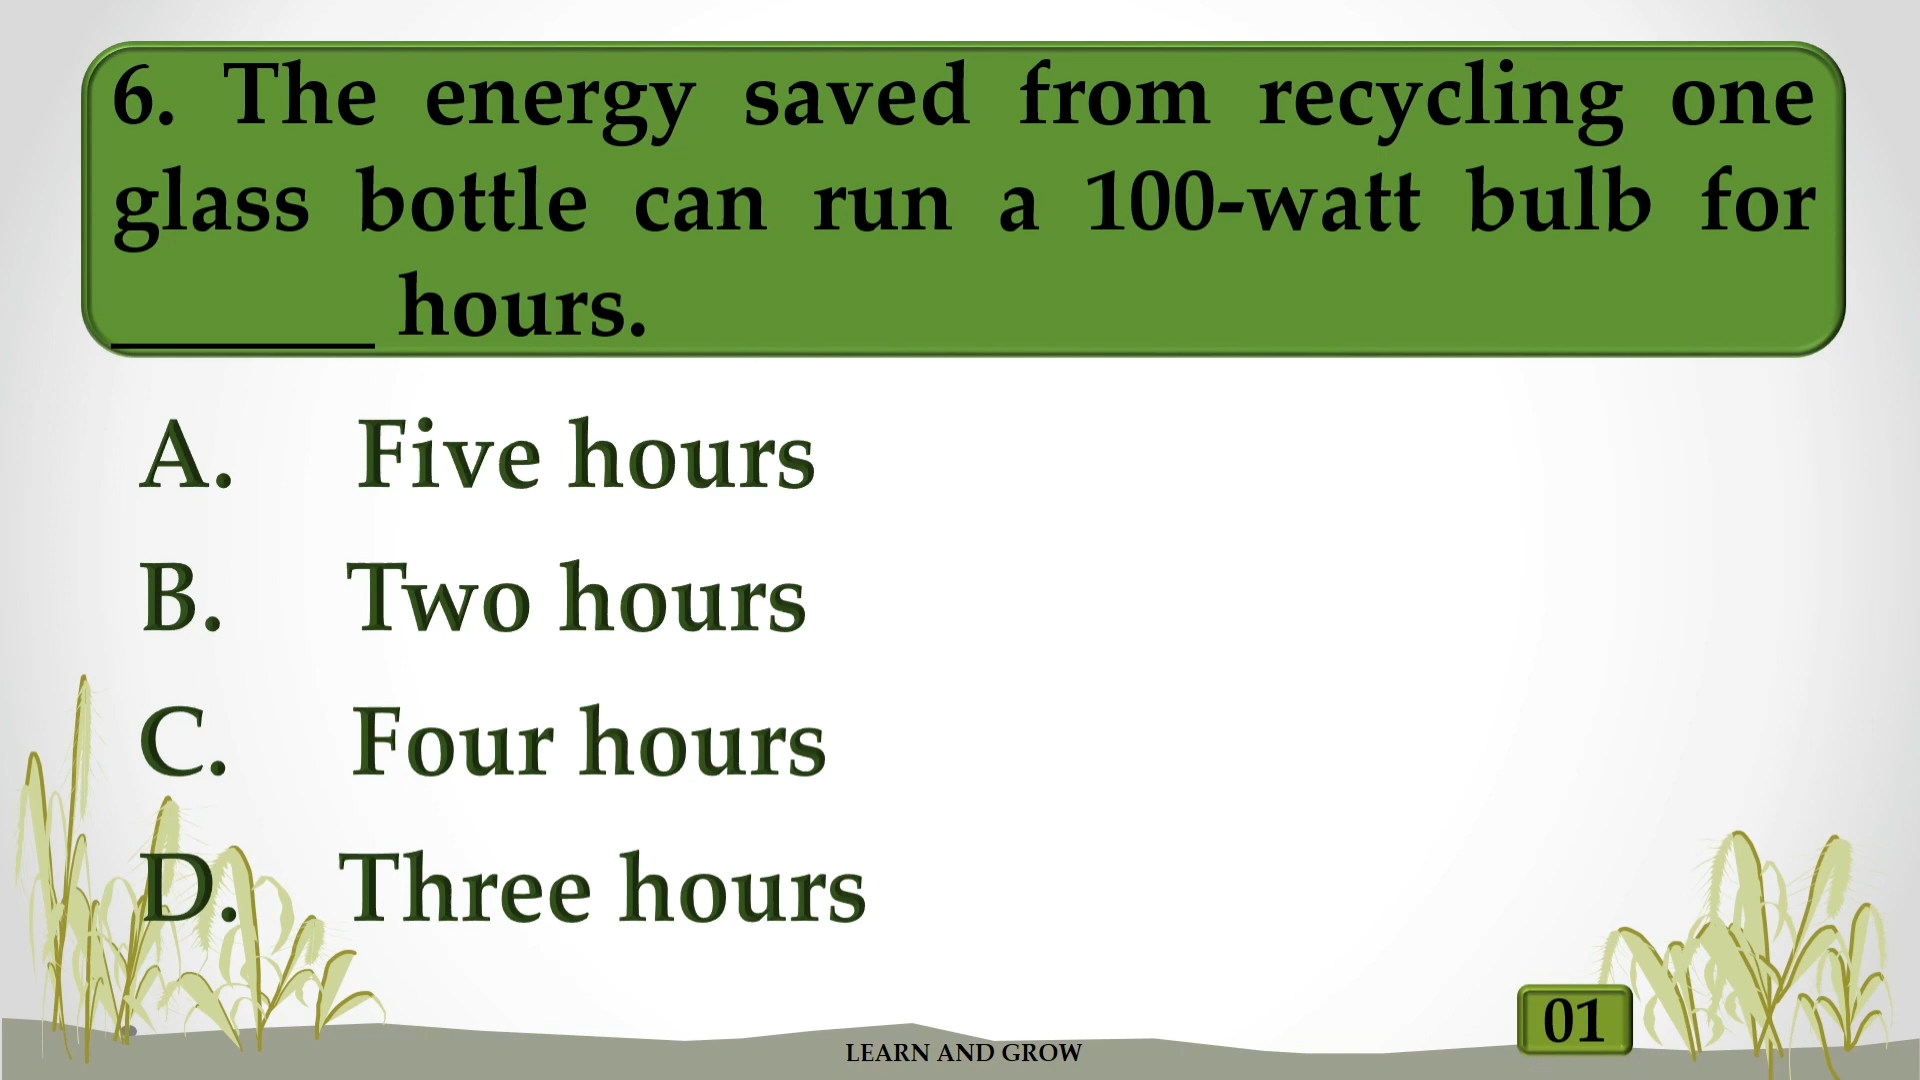 6. The energy saved from recycling one
glass bottle can run a 100-watt bulb for
________ hours.
A. Five hours
B. Two hours
C. Four hours
D. Three hours
01
LEARN AND GROW